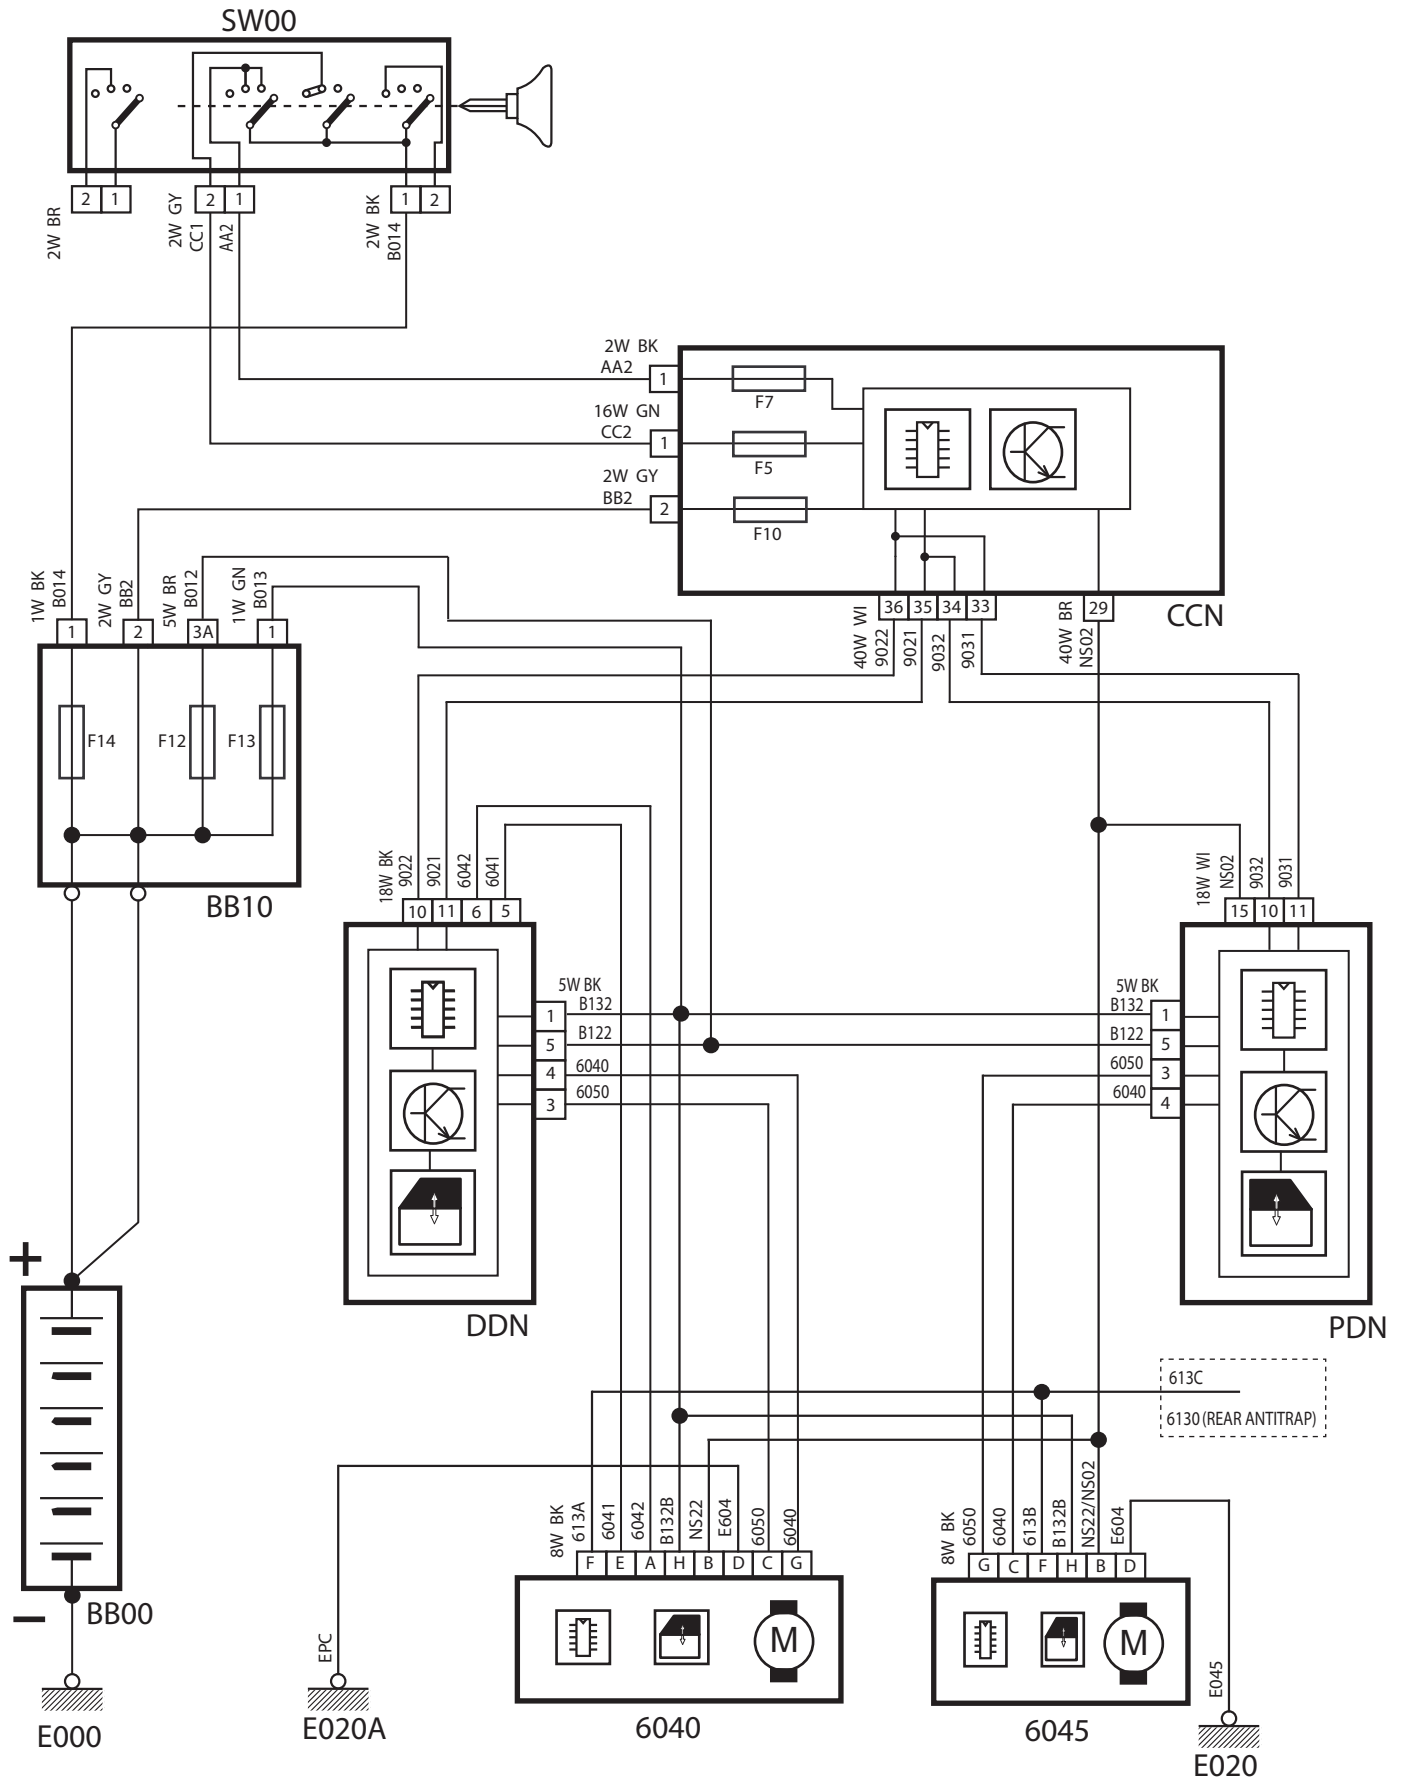 SW00
2 1
2 1
1 2
2W BR
2W GY
CC1
AA2
2W BK
B014
2W BK
AA2
1
F7
16W GN
CC2
1
F5
2W GY
BB2
2
F10
36 35 34 33
29
CCN
40W WI
9022
9021
9032
9031
40W BR
NS02
1W BK
B014
2W GY
BB2
5W BR
B012
1W GN
B013
1
2
3A
1
F14
F12
F13
BB10
18W BK
9022
9021
6042
6041
10 11 6 5
18W WI
NS02
9032
9031
15 10 11
5W BK
B132
1
B122
5
6040
4
6050
3
DDN
5W BK
B132
1
B122
5
6050
3
6040
4
PDN
+
−
BB00
E000
613C
6130 (REAR ANTITRAP)
8W BK
613A
6041
6042
B132B
NS22
E604
6050
6040
F E A H B D C G
M
6040
8W BK
6050
6040
613B
B132B
NS22/NS02
E604
G C F H B D
M
6045
EPC
E020A
E045
E020